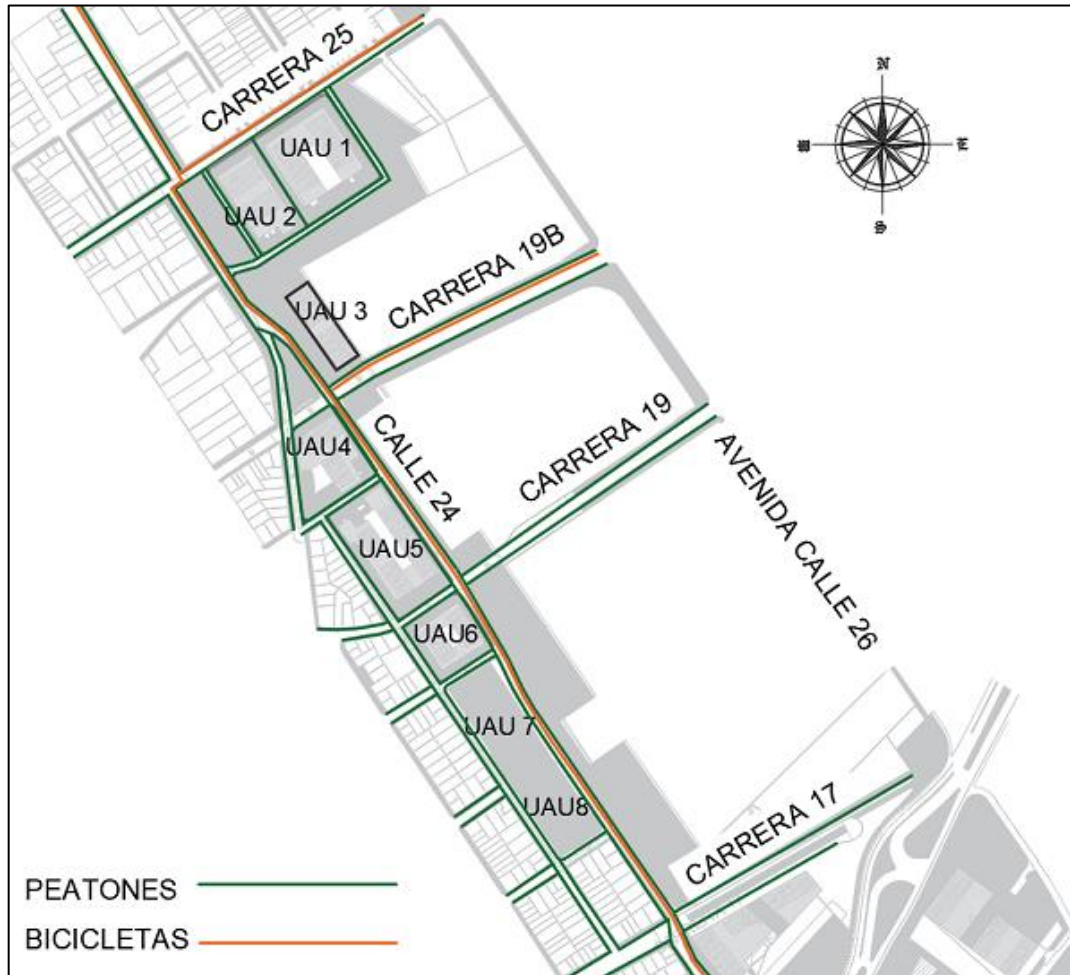 CARRERA 25
N
UAU 1
E
UAU 2
S
CARRERA 19B
UAU 3
CARRERA 19
CALLE 24
UAU4
AVENIDA CALLE 26
UAU5
UAU6
UAU 7
UAU8
CARRERA 17
PEATONES
BICICLETAS